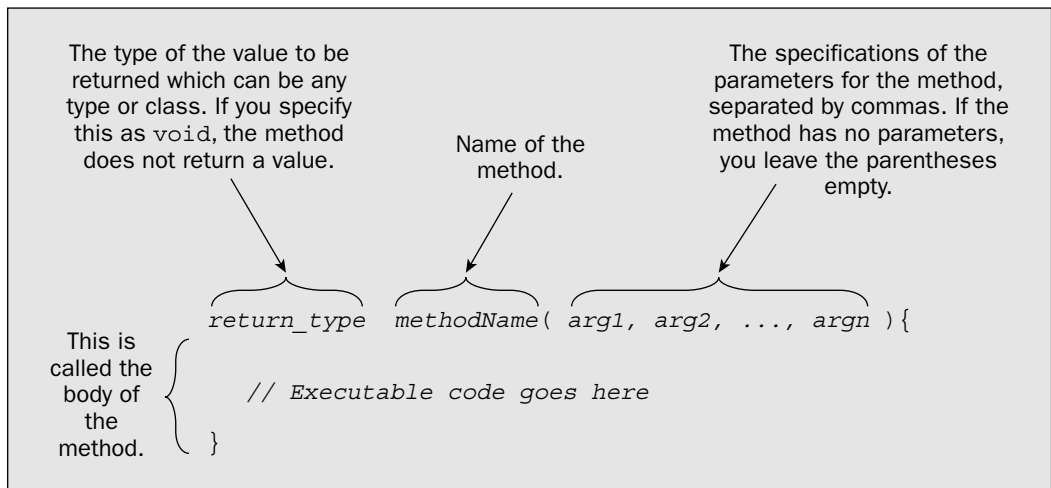 The type of the value to be
returned which can be any
type or class. If you specify
this as void, the method
does not return a value.
Name of the
method.
The specifications of the
parameters for the method,
separated by commas. If the
method has no parameters,
you leave the parentheses
empty.
return_type methodName( arg1, arg2, ..., argn ){
This is
called the
body of
the
method.
// Executable code goes here
}